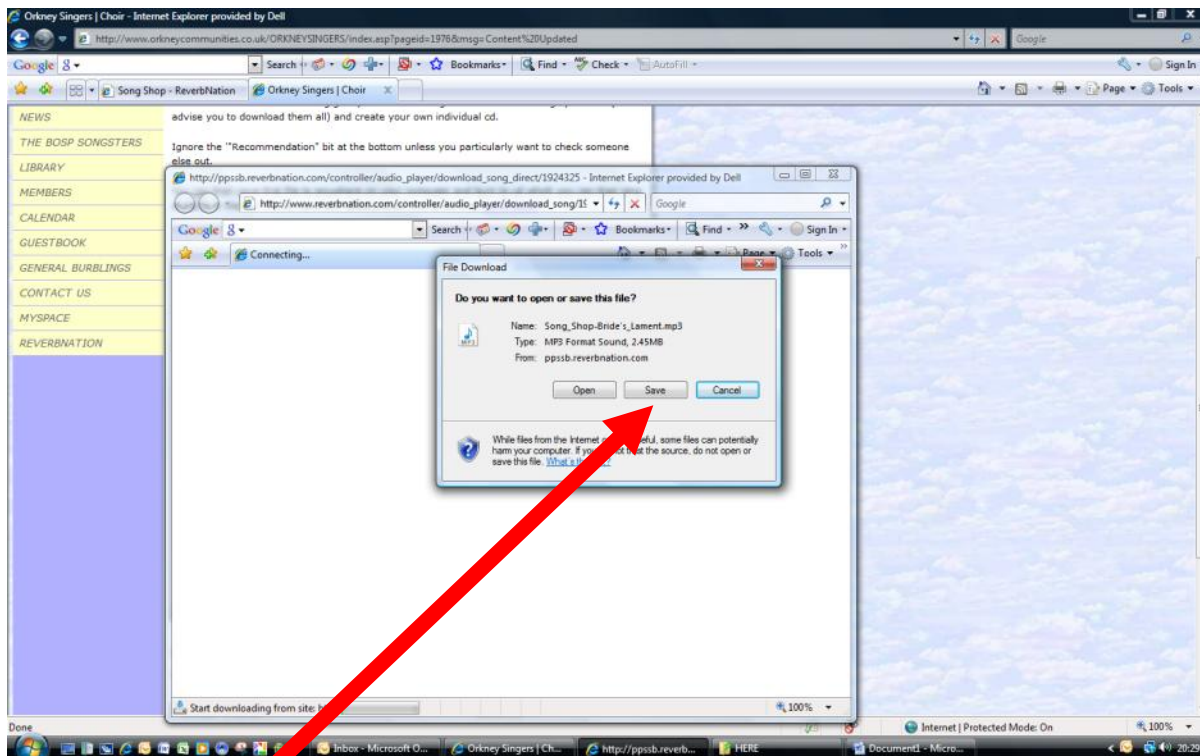 Orkney Singers | Choir - Internet Explorer provided by Dell
http://www.orkneycommunities.co.uk/ORKNEYSINGERS/index.asp?pageid=1978&msg=Content%20Updated
Google
Google Search Bookmarks Find Check AutoFill Sign In
Song Shop - ReverbNation Orkney Singers | Choir Page Tools
NEWS
THE BOSP SONGSTERS
LIBRARY
MEMBERS
CALENDAR
GUESTBOOK
GENERAL BURBLINGS
CONTACT US
MYSPACE
REVERBNATION
advise you to download them all) and create your own individual cd.
Ignore the '"Recommendation" bit at the bottom unless you particularly want to check someone
else out.
http://ppssb.reverbnation.com/controller/audio_player/download_song_direct/1924325 - Internet Explorer provided by Dell
http://www.reverbnation.com/controller/audio_player/download_song/19
Google
Google Search Bookmarks Find Sign In
Connecting... Page Tools
File Download
Do you want to open or save this file?
Name: Song_Shop-Bride's_Lament.mp3
Type: MP3 Format Sound, 2.45MB
From: ppssb.reverbnation.com
Open Save Cancel
While files from the Internet can be useful, some files can potentially
harm your computer. If you do not trust the source, do not open or
save this file. What's the risk?
Start downloading from site: 100%
Done Internet | Protected Mode: On 100%
Inbox - Microsoft O... Orkney Singers | Ch... http://ppssb.reverb... HERE Document1 - Micro... 20:29